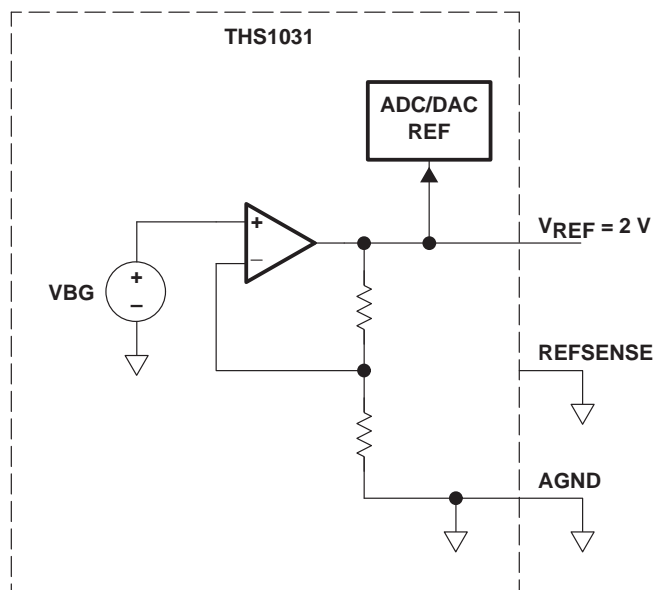 THS1031
ADC/DAC
REF
+
−
VREF = 2 V
VBG
+
−
REFSENSE
AGND